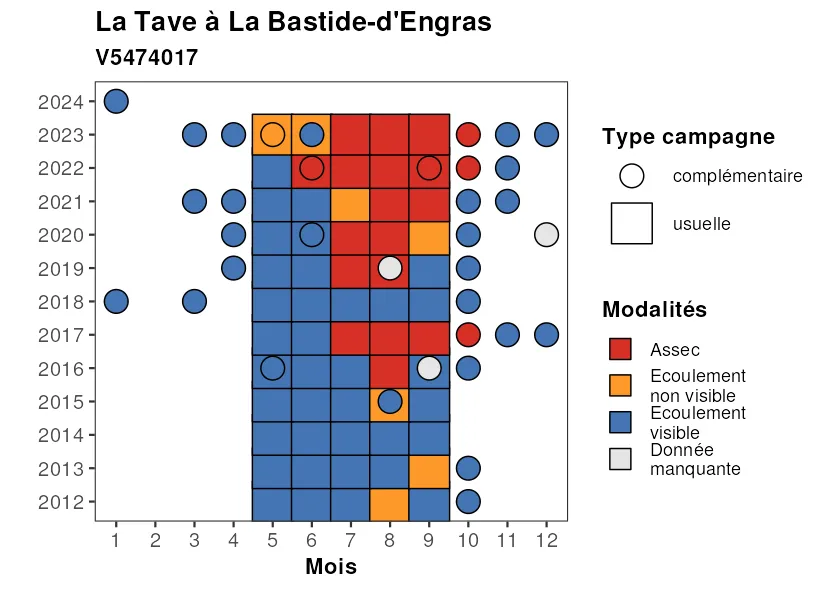 La Tave à La Bastide-d'Engras
V5474017
2024
2023
2022
2021
2020
2019
2018
2017
2016
2015
2014
2013
2012
1 2 3 4 5 6 7 8 9 10 11 12
Mois
Type campagne
complémentaire
usuelle
Modalités
Assec
Ecoulement
non visible
Ecoulement
visible
Donnée
manquante